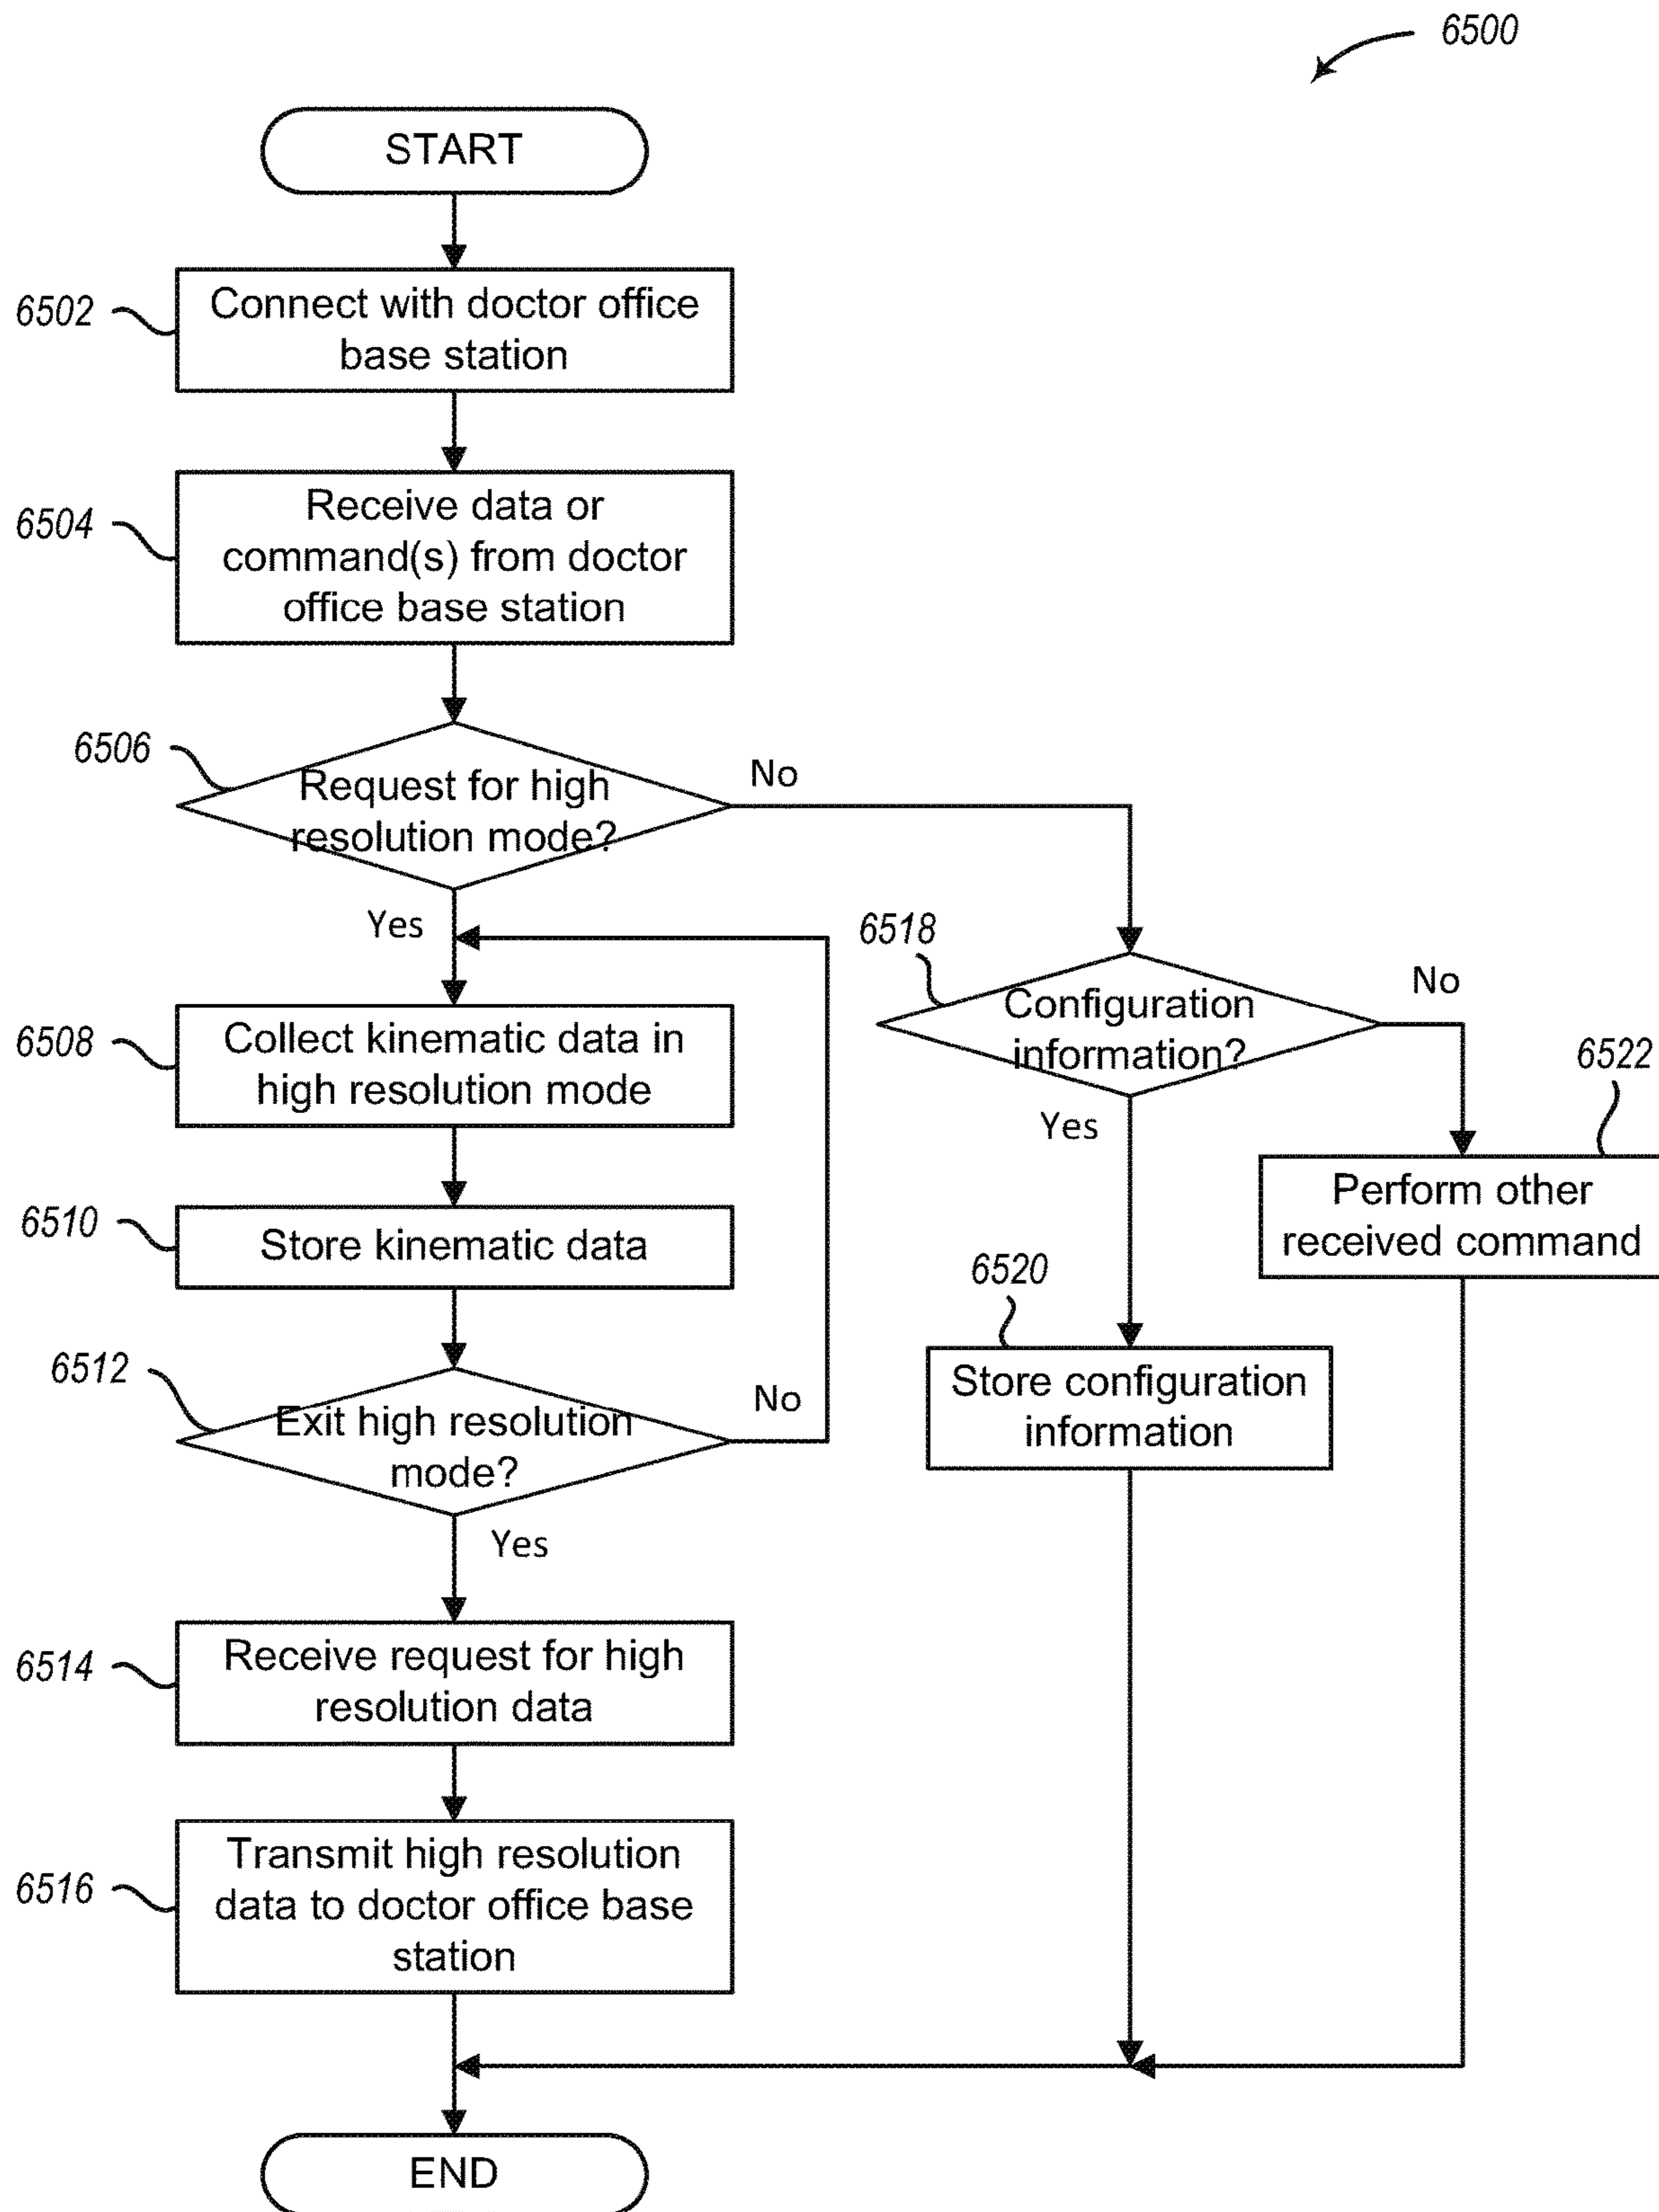 6500
START
6502
Connect with doctor office
base station
6504
Receive data or
command(s) from doctor
office base station
6506
Request for high
resolution mode?
No
Yes
6508
Collect kinematic data in
high resolution mode
6510
Store kinematic data
6512
Exit high resolution
mode?
No
Yes
6514
Receive request for high
resolution data
6516
Transmit high resolution
data to doctor office base
station
6518
Configuration
information?
No
Yes
6522
Perform other
received command
6520
Store configuration
information
END